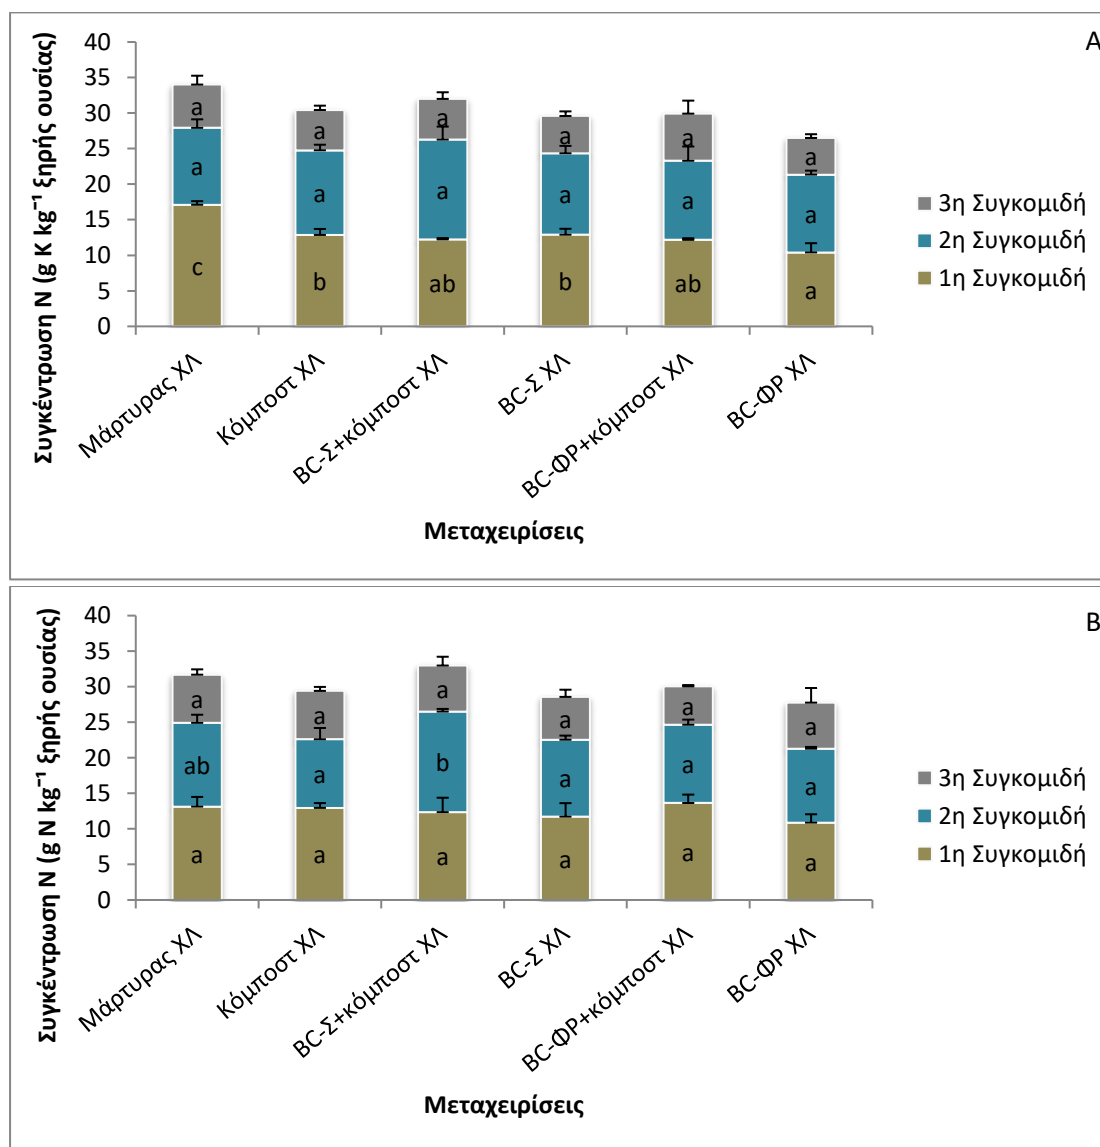 A
Συγκέντρωση N (g K kg⁻¹ ξηρής ουσίας)
40
35
30
25
20
15
10
5
0
a a a a a a
a a a a a a
c b ab b ab a
Μάρτυρας ΧΛ
Κόμποστ ΧΛ
BC-Σ+κόμποστ ΧΛ
BC-Σ ΧΛ
BC-ΦΡ+κόμποστ ΧΛ
BC-ΦΡ ΧΛ
Μεταχειρίσεις
3η Συγκομιδή
2η Συγκομιδή
1η Συγκομιδή
B
Συγκέντρωση N (g N kg⁻¹ ξηρής ουσίας)
40
35
30
25
20
15
10
5
0
a a a a a a
ab a b a a a
a a a a a a
Μάρτυρας ΧΛ
Κόμποστ ΧΛ
BC-Σ+κόμποστ ΧΛ
BC-Σ ΧΛ
BC-ΦΡ+κόμποστ ΧΛ
BC-ΦΡ ΧΛ
Μεταχειρίσεις
3η Συγκομιδή
2η Συγκομιδή
1η Συγκομιδή